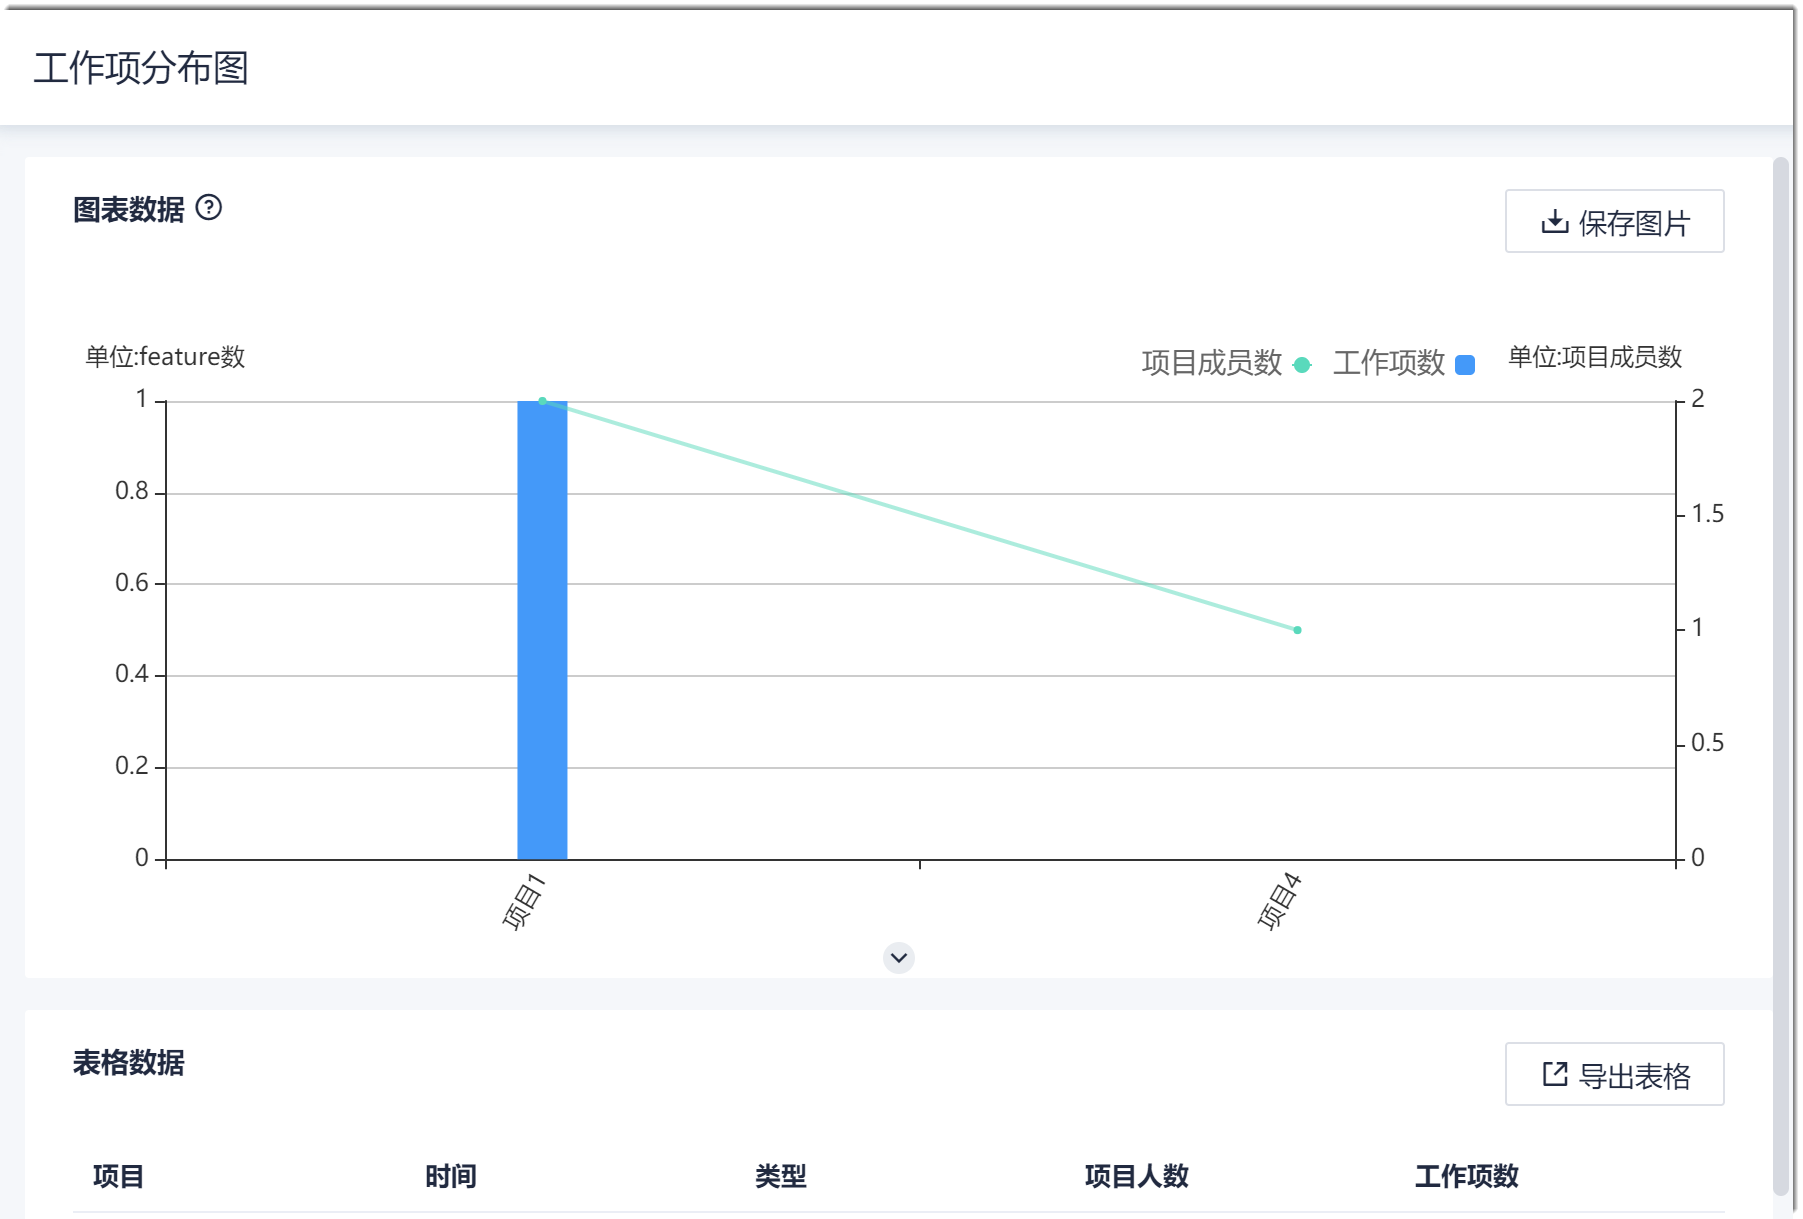 工作项分布图
图表数据
保存图片
单位:feature数
项目成员数 工作项数
单位:项目成员数
1
0.8
0.6
0.4
0.2
0
2
1.5
1
0.5
0
项目1
项目4
表格数据
导出表格
项目 时间 类型 项目人数 工作项数